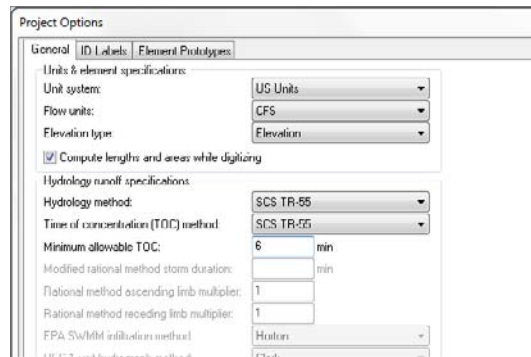 Project Options
General ID Labels Element Prototypes
Units & element specifications
Unit system: US Units
Flow units: CFS
Elevation type: Elevation
Compute lengths and areas while digitizing
Hydrology runoff specifications
Hydrology method: SCS TR-55
Time of concentration (TOC) method: SCS TR-55
Minimum allowable TOC: 6 min
Modified rational method storm duration: min
Rational method ascending limb multiplier: 1
Rational method receding limb multiplier: 1
EPA SWMM infiltration method: Horton